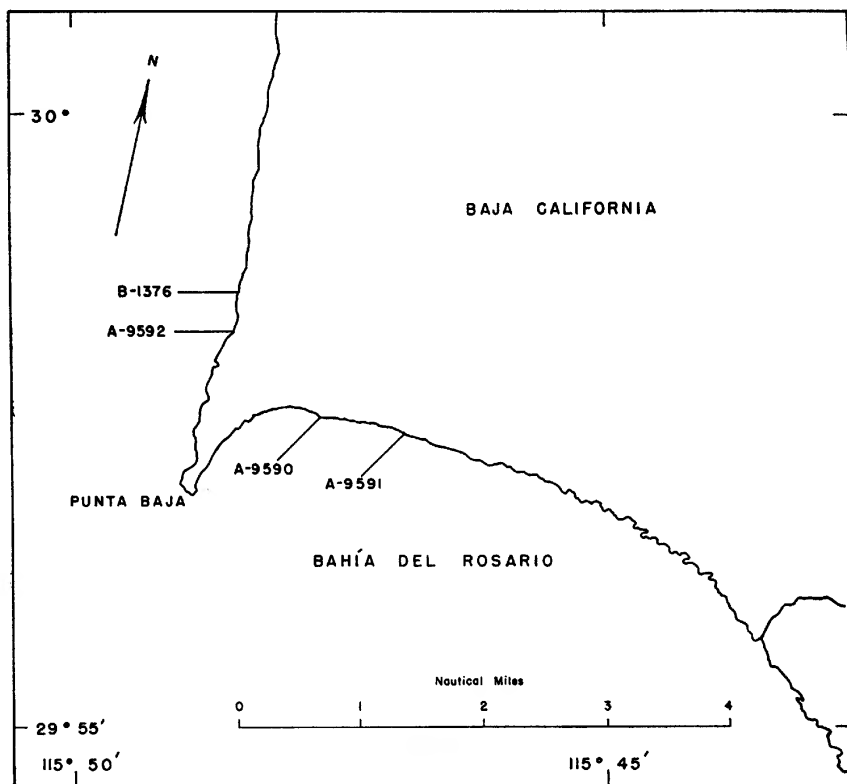 N
30°
BAJA CALIFORNIA
B-1376
A-9592
A-9590
A-9591
PUNTA BAJA
BAHÍA DEL ROSARIO
Nautical Miles
0 1 2 3 4
29°55′
115°50′ 115°45′